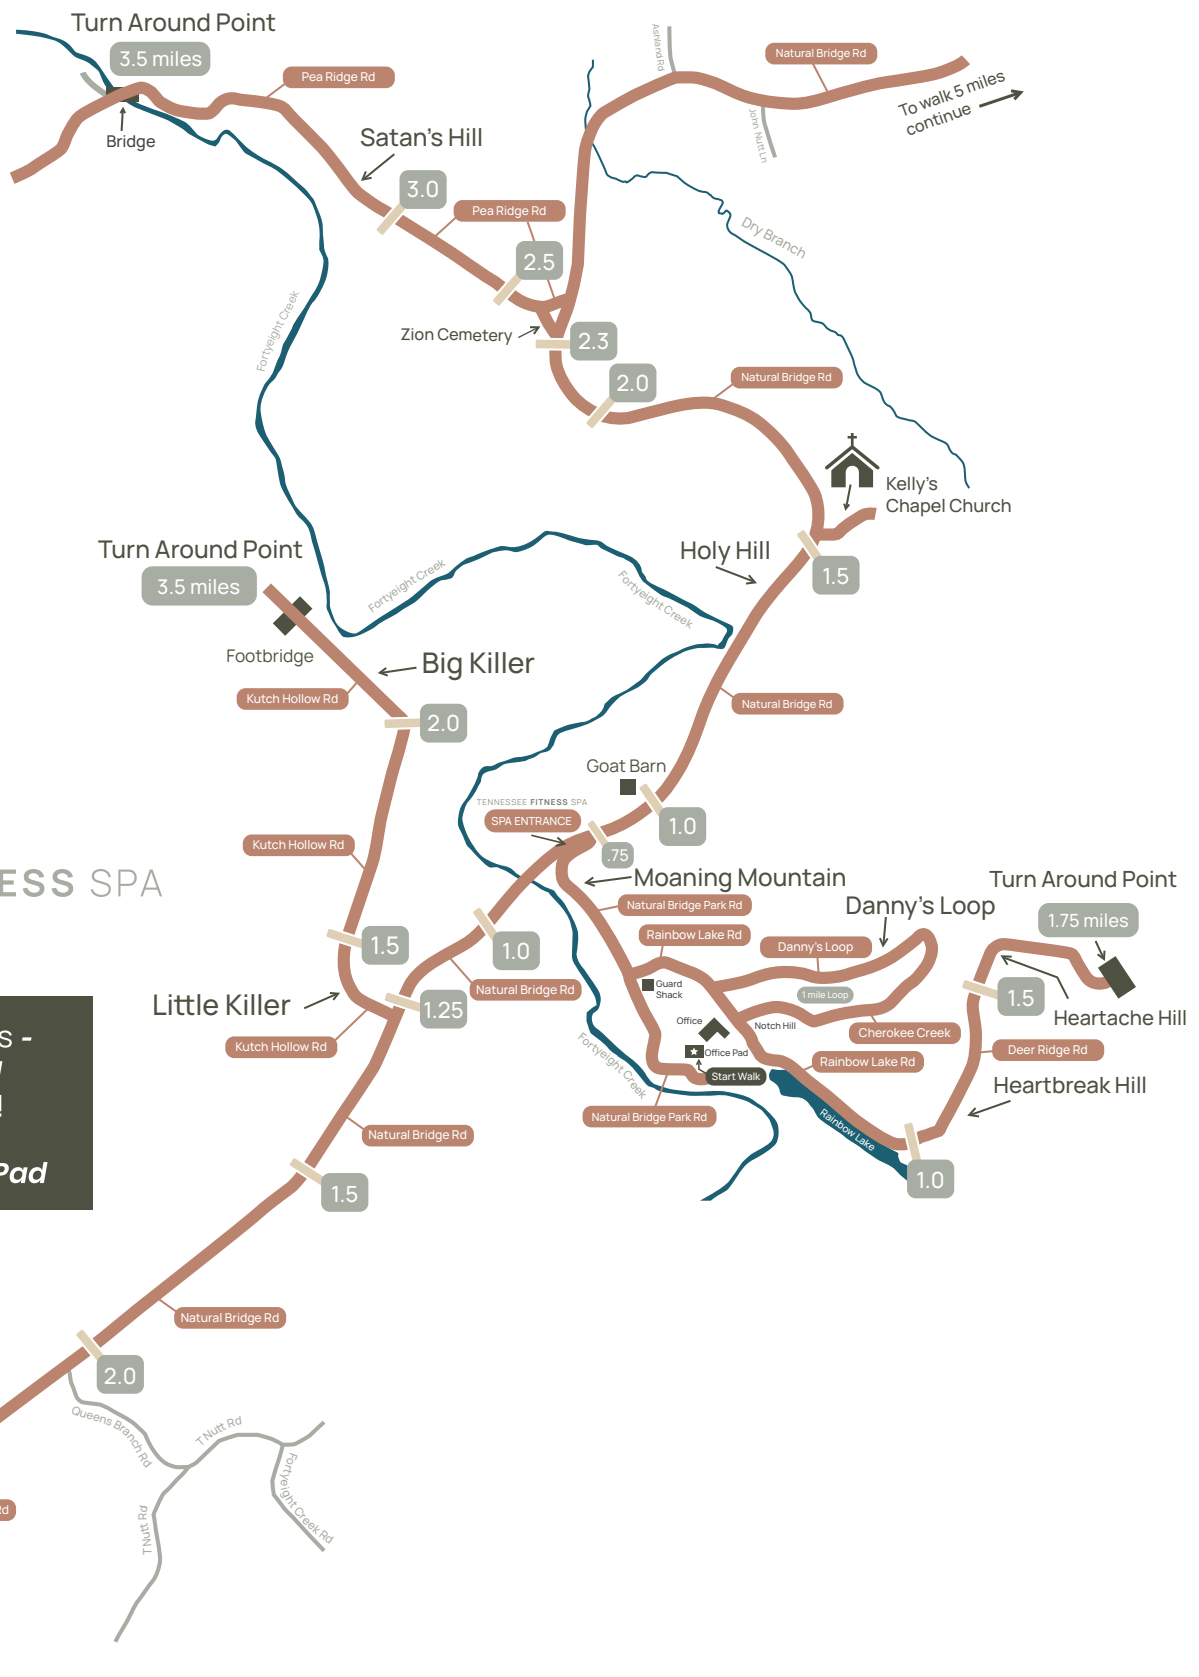 Turn Around Point
3.5 miles
Pea Ridge Rd
Bridge
Satan's Hill
3.0
Pea Ridge Rd
2.5
Zion Cemetery
2.3
2.0
Ashland Rd
Natural Bridge Rd
John Nutt Ln
To walk 5 miles
continue
Dry Branch
Fortyeight Creek
Natural Bridge Rd
Kelly's
Chapel Church
Holy Hill
1.5
Turn Around Point
3.5 miles
Fortyeight Creek
Fortyeight Creek
Footbridge
Big Killer
Kutch Hollow Rd
2.0
Natural Bridge Rd
Goat Barn
TENNESSEE FITNESS SPA
SPA ENTRANCE
1.0
.75
Kutch Hollow Rd
ESS SPA
Moaning Mountain
Natural Bridge Park Rd
Turn Around Point
1.75 miles
Danny's Loop
Rainbow Lake Rd
Danny's Loop
1.5
1.0
Natural Bridge Rd
Guard
Shack
1 mile Loop
1.5
Little Killer
1.25
Office
Notch Hill
Cherokee Creek
Heartache Hill
Kutch Hollow Rd
Office Pad
Start Walk
Rainbow Lake Rd
Deer Ridge Rd
Fortyeight Creek
Heartbreak Hill
Natural Bridge Park Rd
Rainbow Lake
s -
!
Pad
Natural Bridge Rd
1.0
1.5
Natural Bridge Rd
2.0
Queens Branch Rd
T Nutt Rd
Fortyeight Creek Rd
T Nutt Rd
Rd